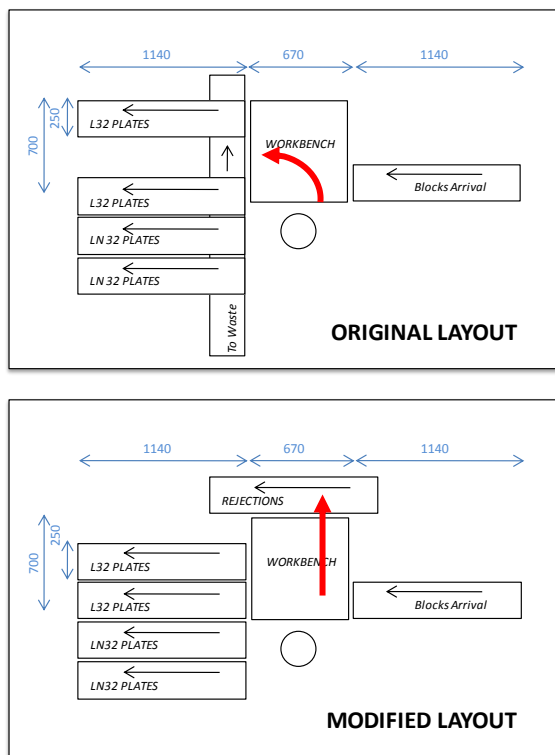 1140 670 1140
250
700
L32 PLATES
WORKBENCH
L32 PLATES
Blocks Arrival
LN 32 PLATES
LN 32 PLATES
To Waste
ORIGINAL LAYOUT
1140 670 1140
REJECTIONS
250
700
L32 PLATES
WORKBENCH
L32 PLATES
Blocks Arrival
LN32 PLATES
LN32 PLATES
MODIFIED LAYOUT